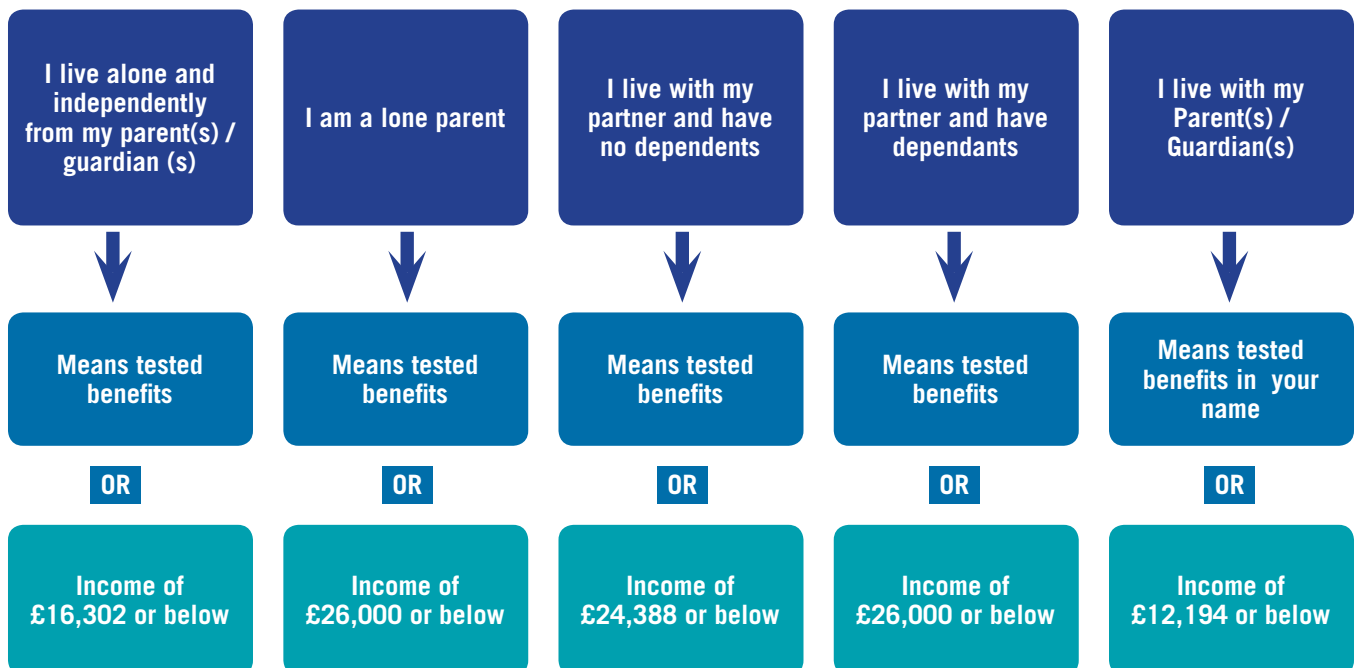 I live alone and
independently
from my parent(s) /
guardian (s)
I am a lone parent
I live with my
partner and have
no dependents
I live with my
partner and have
dependants
I live with my
Parent(s) /
Guardian(s)
Means tested
benefits
Means tested
benefits
Means tested
benefits
Means tested
benefits
Means tested
benefits in your
name
OR
OR
OR
OR
OR
Income of
£16,302 or below
Income of
£26,000 or below
Income of
£24,388 or below
Income of
£26,000 or below
Income of
£12,194 or below